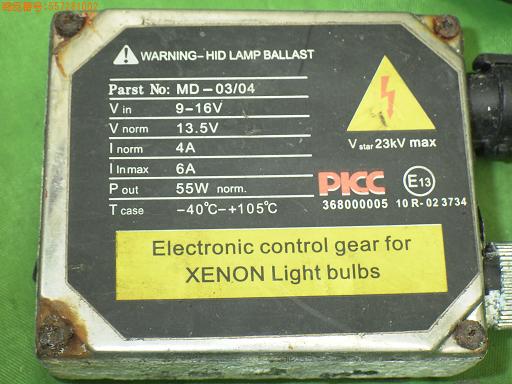 WARNING- HID LAMP BALLAST
Parst No: MD-03/04
V in 9-16V
V norm 13.5V
I norm 4A
I Inmax 6A
P out 55W norm.
T case -40℃-+105℃
V star 23kV max
PICC
E13
368000005 10 R-02 3734
Electronic control gear for
XENON Light bulbs